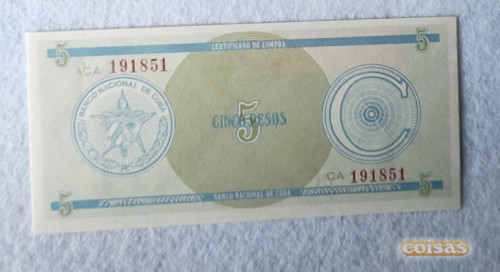 5 CERTIFICADO DE COMPRA 5
CA 191851
BANCO NACIONAL DE CUBA
CINCO PESOS
5
C
CA 191851
5 BANCO NACIONAL DE CUBA 5
coisas